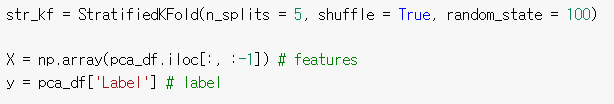 str_kf = StratifiedKFold(n_splits = 5, shuffle = True, random_state = 100)
X = np.array(pca_df.iloc[:, :-1]) # features
y = pca_df['Label'] # label